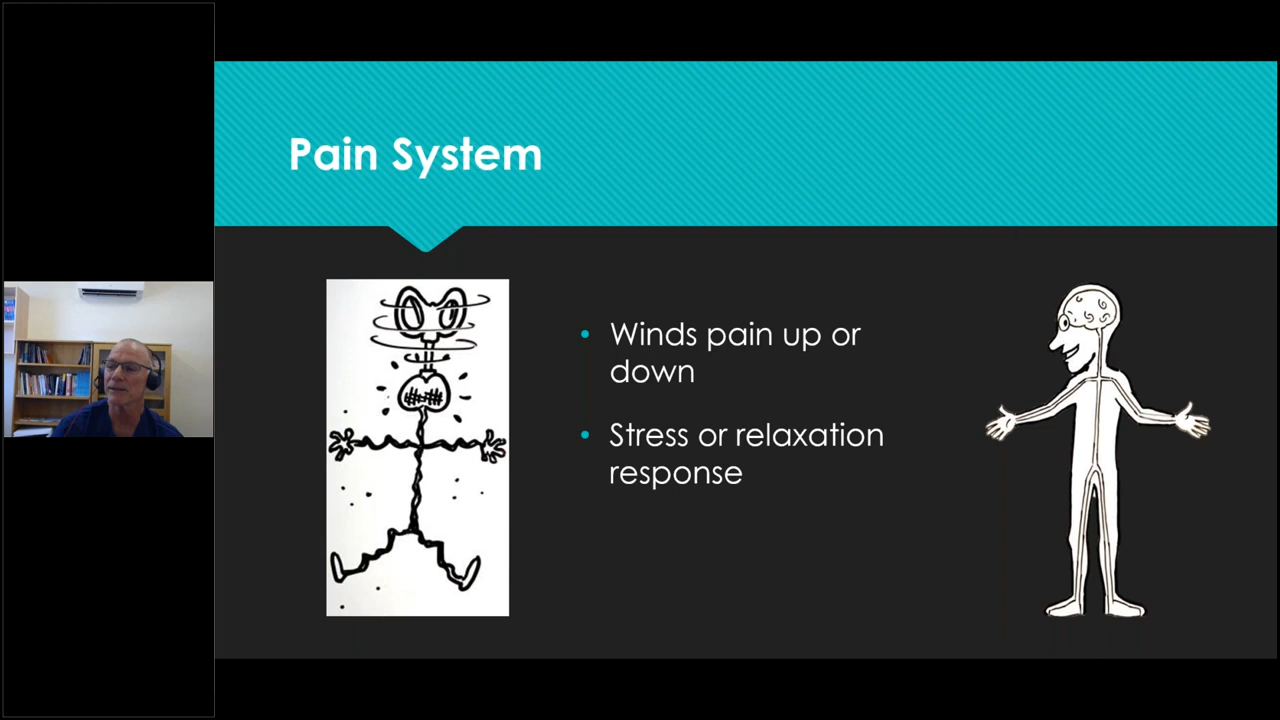 Pain System
• Winds pain up or
down
• Stress or relaxation
response